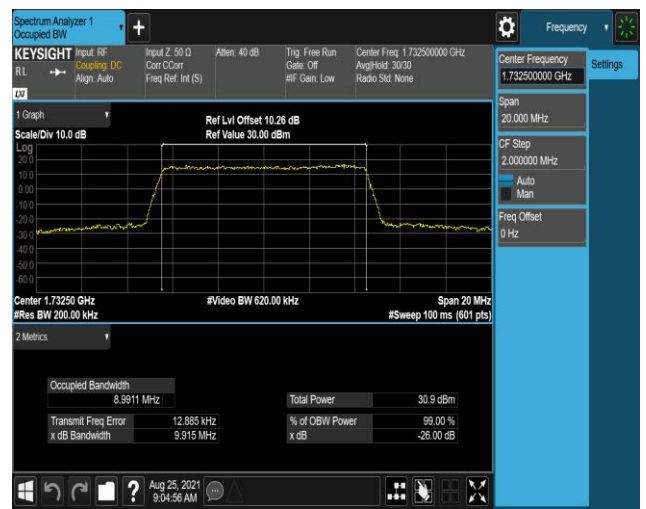 Spectrum Analyzer 1
Occupied BW
Frequency
KEYSIGHT
R L
LXI
Input: RF
Coupling: DC
Align: Auto
Input Z: 50 Ω
Corr CCorr
Freq Ref: Int (S)
Atten: 40 dB
Trig: Free Run
Gate: Off
#IF Gain: Low
Center Freq: 1.732500000 GHz
Avg|Hold: 30/30
Radio Std: None
Center Frequency
1.732500000 GHz
Settings
Span
20.000 MHz
CF Step
2.000000 MHz
Auto
Man
Freq Offset
0 Hz
1 Graph
Scale/Div 10.0 dB
Ref Lvl Offset 10.26 dB
Ref Value 30.00 dBm
Log
20.0
10.0
0.00
-10.0
-20.0
-30.0
-40.0
-50.0
-60.0
Center 1.73250 GHz
#Res BW 200.00 kHz
#Video BW 620.00 kHz
Span 20 MHz
#Sweep 100 ms (601 pts)
2 Metrics
Occupied Bandwidth
8.9911 MHz
Total Power 30.9 dBm
Transmit Freq Error 12.885 kHz
% of OBW Power 99.00 %
x dB Bandwidth 9.915 MHz
x dB -26.00 dB
?
Aug 25, 2021
9:04:56 AM